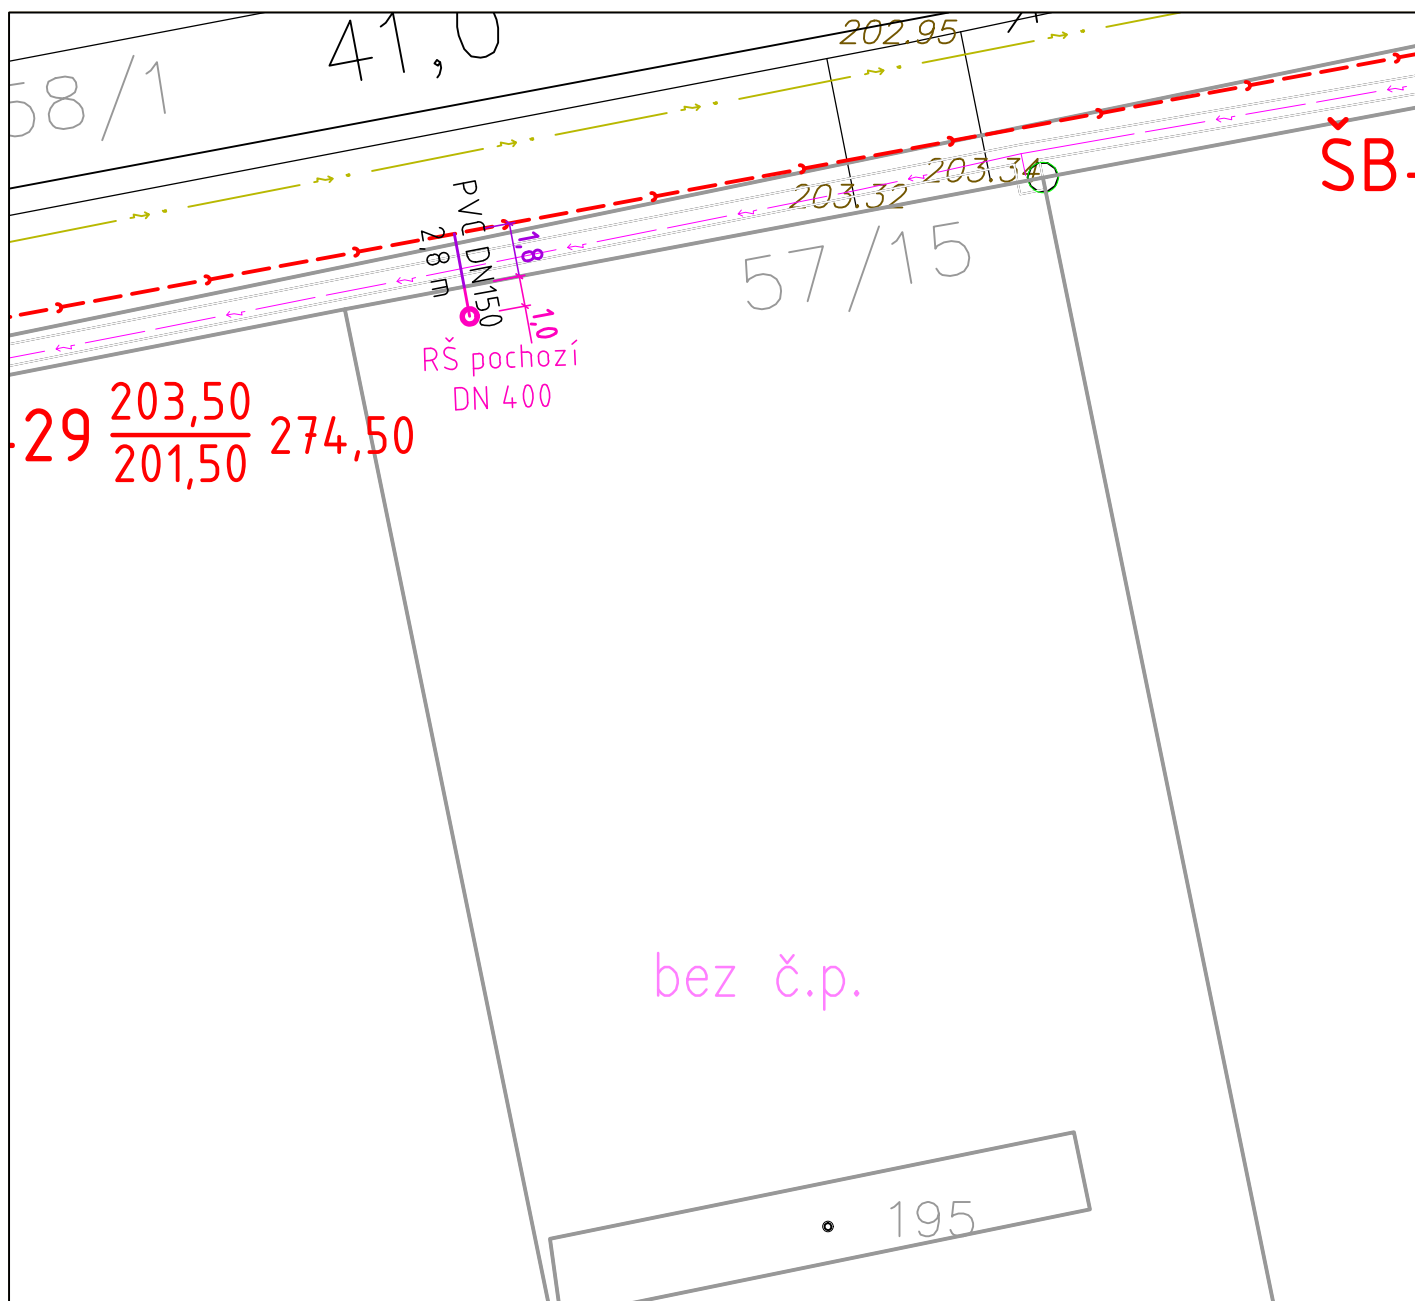 41,0
202.95
58/1
ŠB-
203.34
203.32
PVC DN150
2,8 m
1,8
57/15
1,0
RŠ pochozí
DN 400
-29 203,50 274,50
201,50
bez č.p.
195